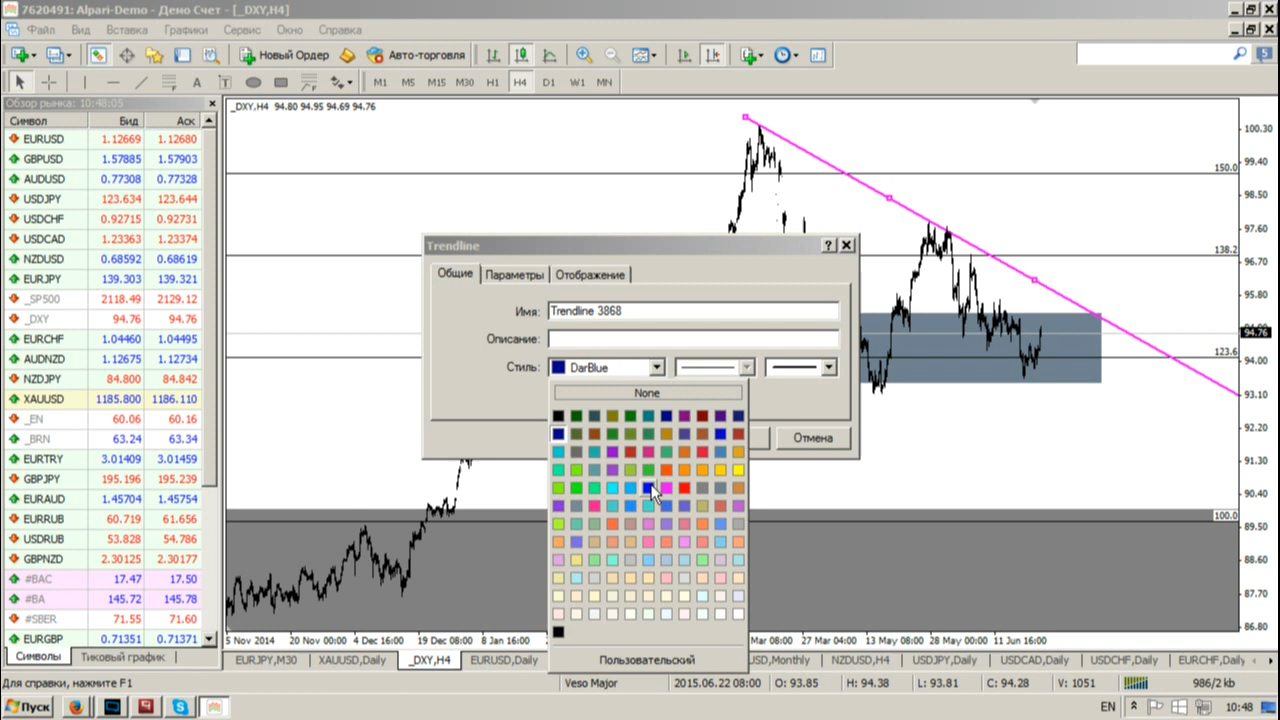 7620491: Alpari-Demo - Демо Счет - [_DXY,H4]
Файл Вид Вставка Графики Сервис Окно Справка
Новый Ордер Авто-торговля 5
A T M1 M5 M15 M30 H1 H4 D1 W1 MN
Обзор рынка: 10:48:05
Символ Бид Аск
EURUSD 1.12669 1.12680
GBPUSD 1.57885 1.57903
AUDUSD 0.77308 0.77328
USDJPY 123.634 123.644
USDCHF 0.92715 0.92731
USDCAD 1.23363 1.23374
NZDUSD 0.68592 0.68619
EURJPY 139.303 139.321
_SP500 2118.49 2129.12
_DXY 94.76 94.76
EURCHF 1.04460 1.04495
AUDNZD 1.12675 1.12734
NZDJPY 84.800 84.842
XAUUSD 1185.800 1186.110
_EN 60.06 60.16
_BRN 63.24 63.34
EURTRY 3.01409 3.01459
GBPJPY 195.196 195.239
EURAUD 1.45704 1.45754
EURRUB 60.719 61.656
USDRUB 53.828 54.786
GBPNZD 2.30125 2.30177
#BAC 17.47 17.50
#BA 145.72 145.78
#SBER 71.55 71.60
EURGBP 0.71351 0.71371
Символы Тиковый график
_DXY,H4 94.80 94.95 94.69 94.76
150.0
138.2
123.6
100.0
100.30
99.40
98.50
97.60
96.70
95.80
94.76
94.00
93.10
92.20
91.30
90.40
89.50
88.60
87.70
86.80
Trendline
Общие Параметры Отображение
Имя: Trendline 3868
Описание:
Стиль: DarBlue
Отмена
None
Пользовательский
5 Nov 2014 20 Nov 00:00 4 Dec 16:00 19 Dec 08:00 8 Jan 16:00 Mar 08:00 27 Mar 04:00 13 May 08:00 28 May 00:00 11 Jun 16:00
EURJPY,M30 XAUUSD,Daily _DXY,H4 EURUSD,Daily SD,Monthly NZDUSD,H4 USDJPY,Daily USDCAD,Daily USDCHF,Daily EURCHF,Daily
Для справки, нажмите F1 Veso Major 2015.06.22 08:00 O: 93.85 H: 94.38 L: 93.81 C: 94.28 V: 1051 986/2 kb
Пуск EN 10:48